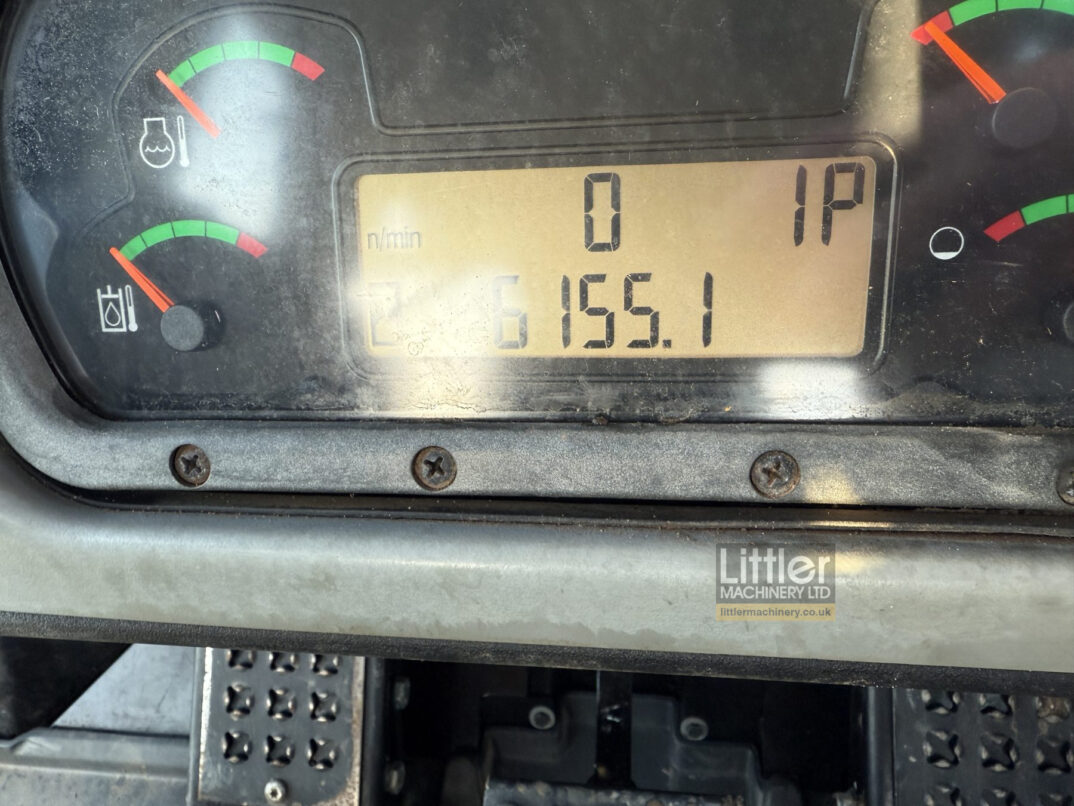 0 1P
n/min
6155.1
Littler
MACHINERY LTD
littlermachinery.co.uk